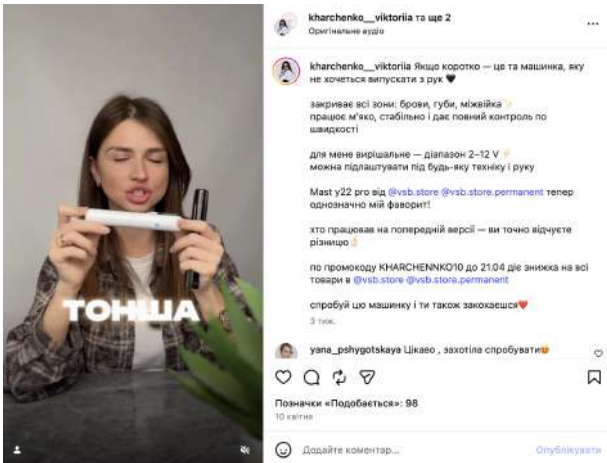 kharchenko__viktoriia та ще 2
Оригінальне аудіо
kharchenko__viktoriia Якщо коротко — це та машинка, яку
не хочеться випускати з рук 🖤
закриває всі зони: брови, губи, міжвійка ✨
працює м'яко, стабільно і дає повний контроль по
швидкості
для мене вирішальне — діапазон 2–12 V⚡
можна підлаштувати під будь-яку техніку і руку
Mast y22 pro від @vsb.store @vsb.store.permanent тепер
однозначно мій фаворит!
хто працював на попередній версії — ви точно відчуєте
різницю👌🏻
по промокоду KHARCHENNKO10 до 21.04 діє знижка на всі
товари в @vsb.store @vsb.store.permanent
спробуй цю машинку і ти також закохаєшся❤️
3 тиж.
yana_pshygotskaya Цікаво , захотіла спробувати😍
ТОНША
Позначки «Подобається»: 98
10 квітня
Додайте коментар...
Опублікувати